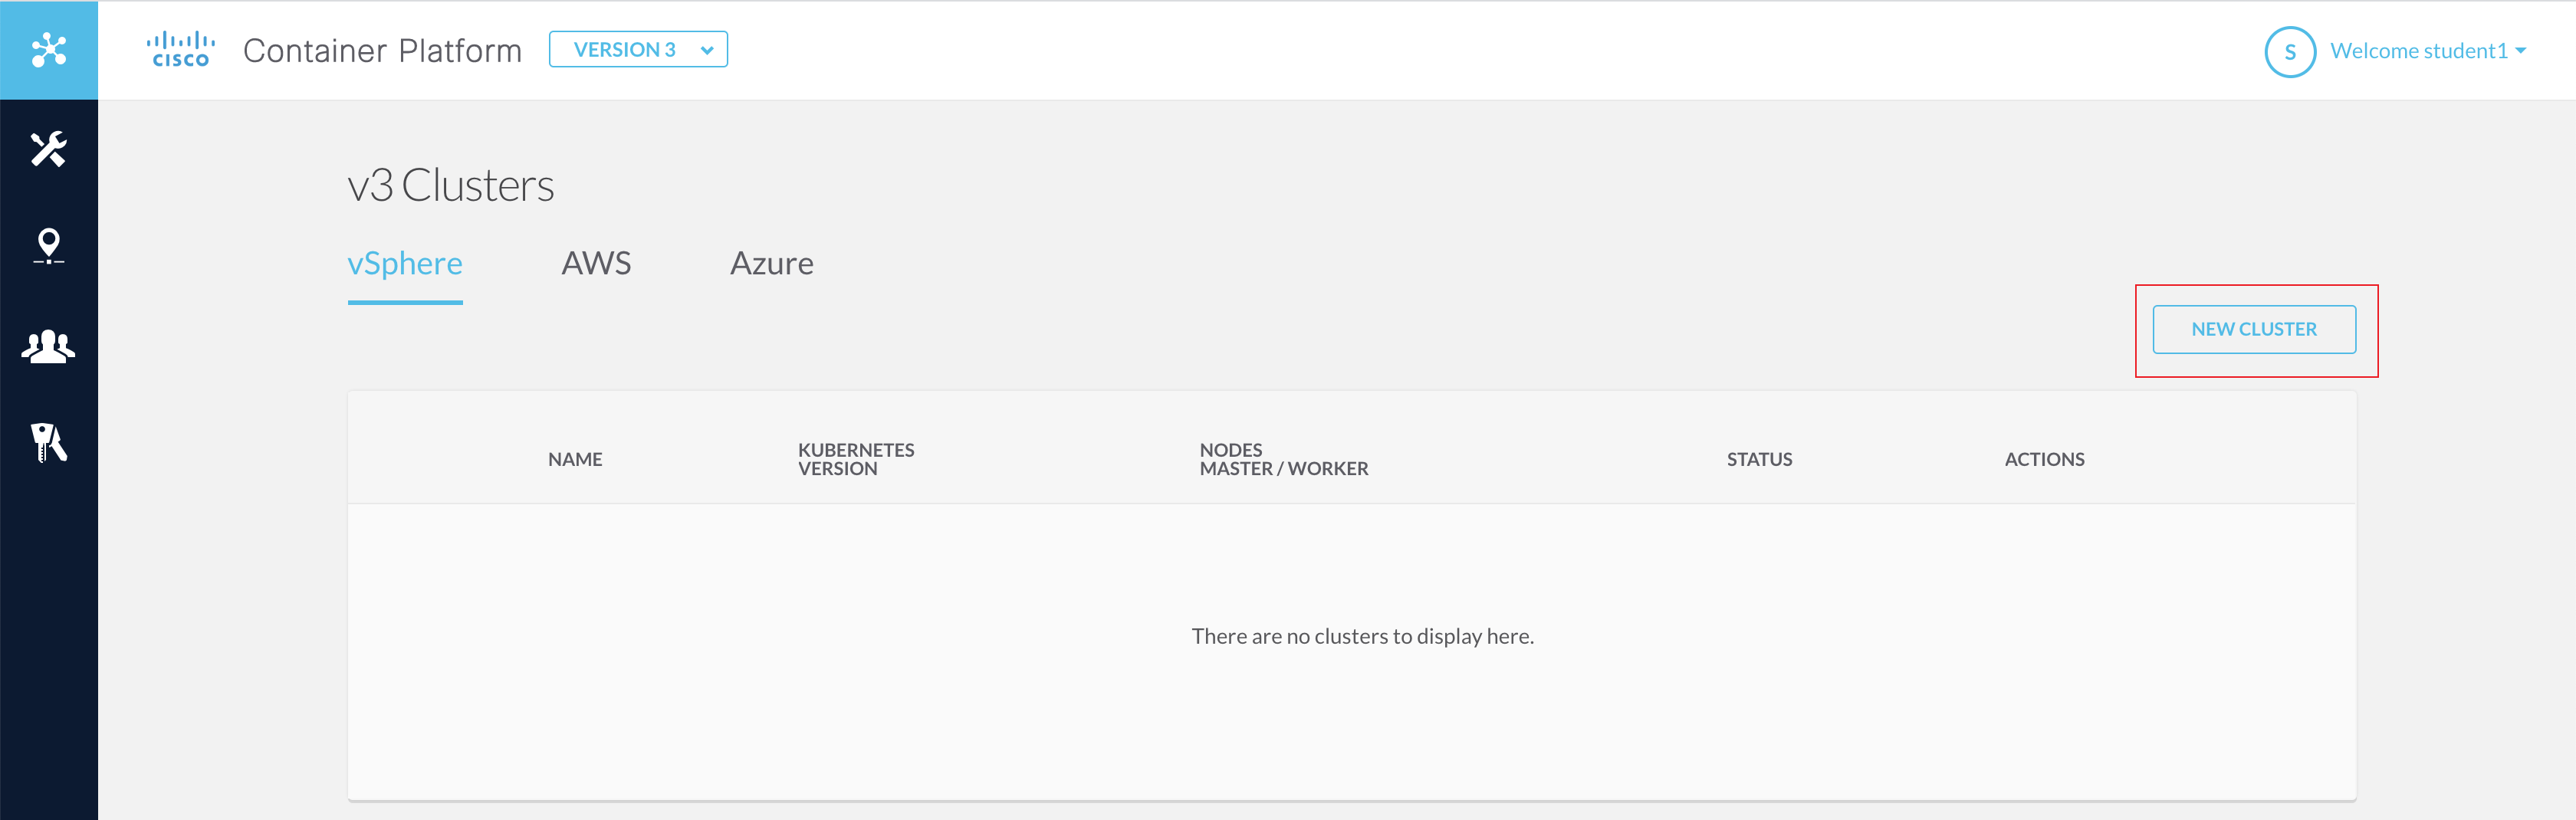 CISCO
Container Platform
VERSION 3
S
Welcome student1
v3 Clusters
vSphere
AWS
Azure
NEW CLUSTER
NAME
KUBERNETES
VERSION
NODES
MASTER / WORKER
STATUS
ACTIONS
There are no clusters to display here.